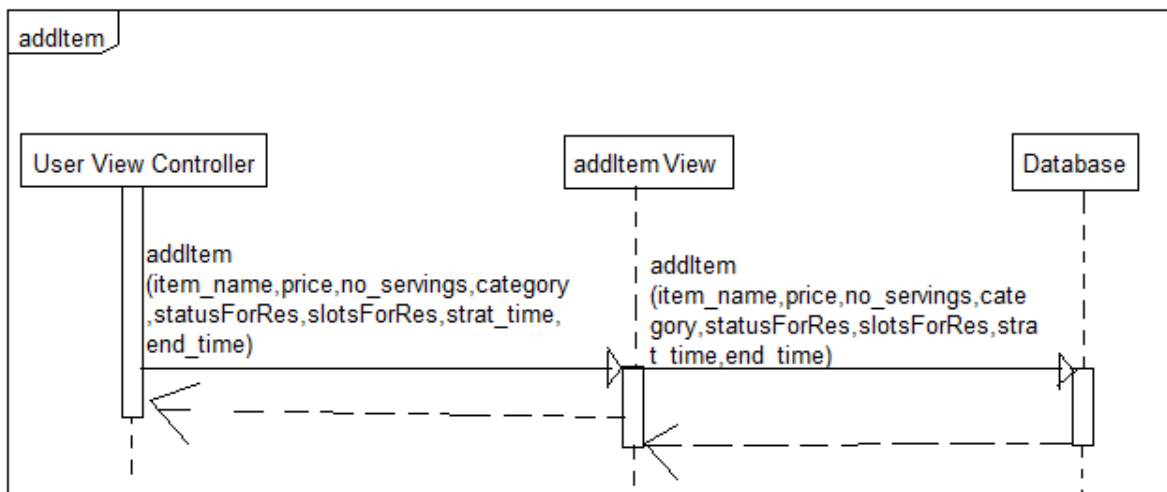 addItem
User View Controller
addItem View
Database
addItem
(item_name,price,no_servings,category
,statusForRes,slotsForRes,strat_time,
end_time)
addItem
(item_name,price,no_servings,cate
gory,statusForRes,slotsForRes,stra
t_time,end_time)